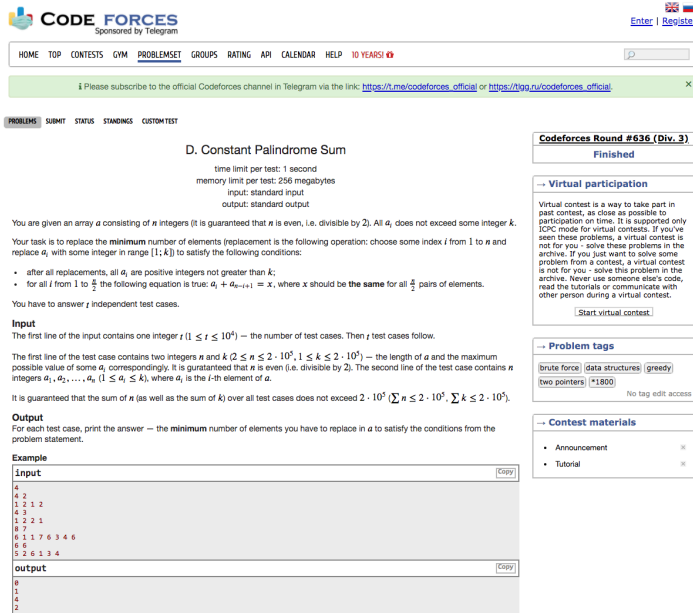 CODEFORCES
Sponsored by Telegram
Enter | Registe
HOME TOP CONTESTS GYM PROBLEMSET GROUPS RATING API CALENDAR HELP 10 YEARS!
Please subscribe to the official Codeforces channel in Telegram via the link: https://t.me/codeforces_official or https://tlgg.ru/codeforces_official. ×
PROBLEMS SUBMIT STATUS STANDINGS CUSTOM TEST
D. Constant Palindrome Sum
time limit per test: 1 second
memory limit per test: 256 megabytes
input: standard input
output: standard output
You are given an array a consisting of n integers (it is guaranteed that n is even, i.e. divisible by 2). All a_i does not exceed some integer k.
Your task is to replace the minimum number of elements (replacement is the following operation: choose some index i from 1 to n and
replace a_i with some integer in range [1; k]) to satisfy the following conditions:
• after all replacements, all a_i are positive integers not greater than k;
• for all i from 1 to n/2 the following equation is true: a_i + a_{n−i+1} = x, where x should be the same for all n/2 pairs of elements.
You have to answer t independent test cases.
Input
The first line of the input contains one integer t (1 ≤ t ≤ 10^4) — the number of test cases. Then t test cases follow.
The first line of the test case contains two integers n and k (2 ≤ n ≤ 2 · 10^5, 1 ≤ k ≤ 2 · 10^5) — the length of a and the maximum
possible value of some a_i correspondingly. It is guratanteed that n is even (i.e. divisible by 2). The second line of the test case contains n
integers a_1, a_2, …, a_n (1 ≤ a_i ≤ k), where a_i is the i-th element of a.
It is guaranteed that the sum of n (as well as the sum of k) over all test cases does not exceed 2 · 10^5 (∑ n ≤ 2 · 10^5, ∑ k ≤ 2 · 10^5).
Output
For each test case, print the answer — the minimum number of elements you have to replace in a to satisfy the conditions from the
problem statement.
Example
input Copy
4
4 2
1 2 1 2
4 3
1 2 2 1
8 7
6 1 1 7 6 3 4 6
6 6
5 2 6 1 3 4
output Copy
0
1
4
2
Codeforces Round #636 (Div. 3)
Finished
→ Virtual participation
Virtual contest is a way to take part in
past contest, as close as possible to
participation on time. It is supported only
ICPC mode for virtual contests. If you've
seen these problems, a virtual contest is
not for you - solve these problems in the
archive. If you just want to solve some
problem from a contest, a virtual contest
is not for you - solve this problem in the
archive. Never use someone else's code,
read the tutorials or communicate with
other person during a virtual contest.
Start virtual contest
→ Problem tags
brute force data structures greedy
two pointers *1800
No tag edit access
→ Contest materials
• Announcement
• Tutorial